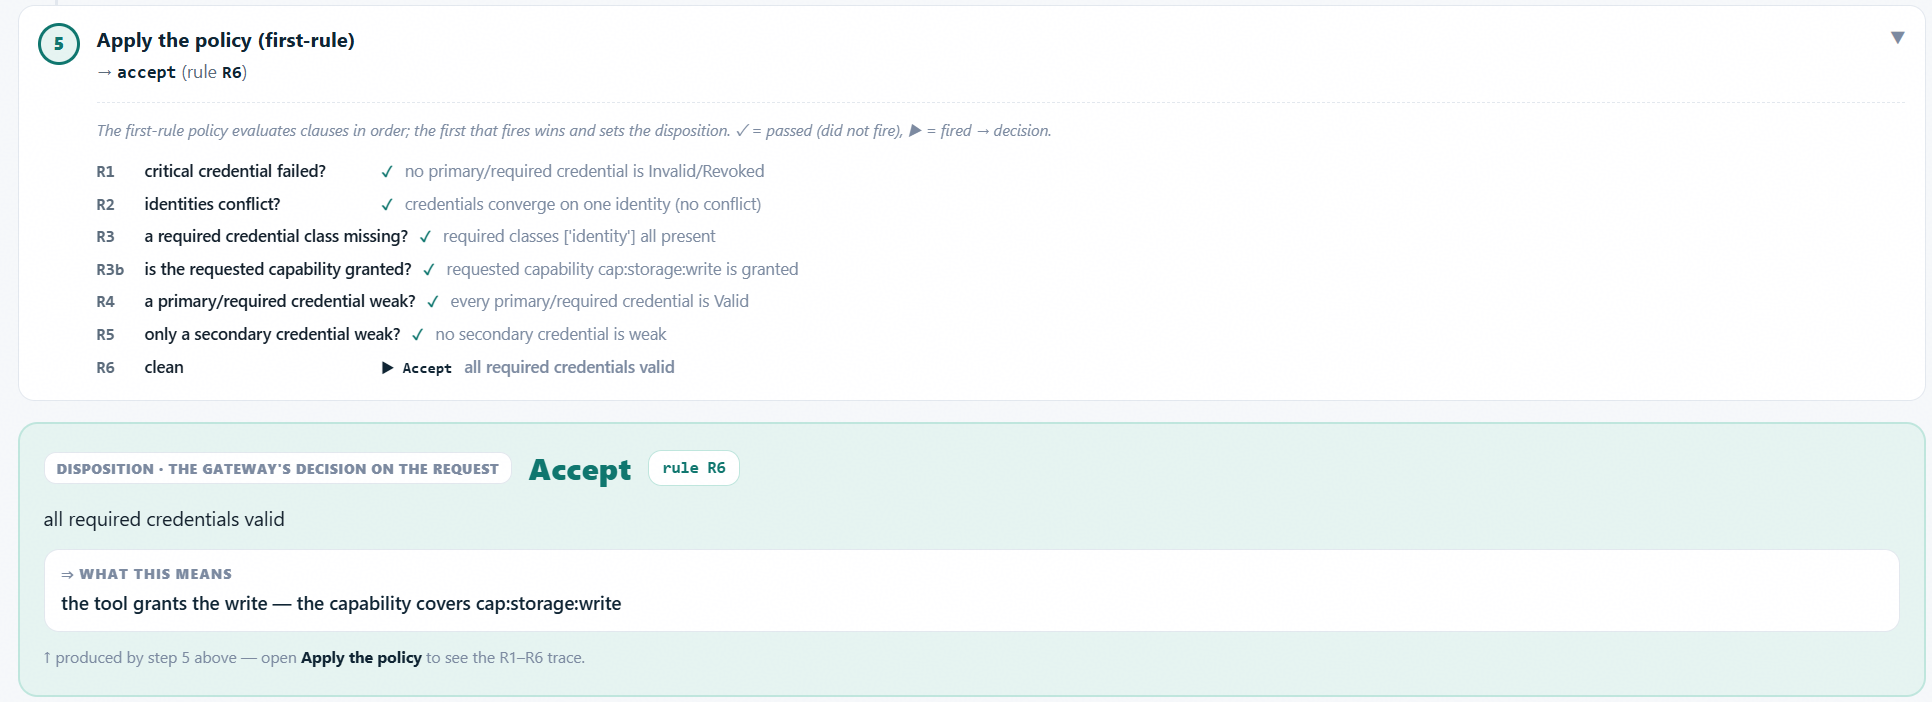 5
Apply the policy (first-rule)
▼
→ accept (rule R6)
The first-rule policy evaluates clauses in order; the first that fires wins and sets the disposition. ✓ = passed (did not fire), ▶ = fired → decision.
R1 critical credential failed? ✓ no primary/required credential is Invalid/Revoked
R2 identities conflict? ✓ credentials converge on one identity (no conflict)
R3 a required credential class missing? ✓ required classes ['identity'] all present
R3b is the requested capability granted? ✓ requested capability cap:storage:write is granted
R4 a primary/required credential weak? ✓ every primary/required credential is Valid
R5 only a secondary credential weak? ✓ no secondary credential is weak
R6 clean ▶ Accept all required credentials valid
DISPOSITION · THE GATEWAY'S DECISION ON THE REQUEST Accept rule R6
all required credentials valid
⇒ WHAT THIS MEANS
the tool grants the write — the capability covers cap:storage:write
↑ produced by step 5 above — open Apply the policy to see the R1–R6 trace.